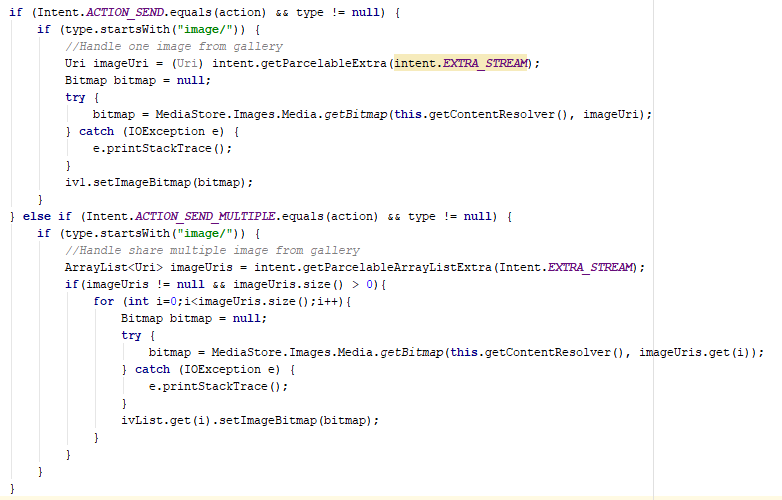 if (Intent.ACTION_SEND.equals(action) && type != null) {
    if (type.startsWith("image/")) {
        //Handle one image from gallery
        Uri imageUri = (Uri) intent.getParcelableExtra(intent.EXTRA_STREAM);
        Bitmap bitmap = null;
        try {
            bitmap = MediaStore.Images.Media.getBitmap(this.getContentResolver(), imageUri);
        } catch (IOException e) {
            e.printStackTrace();
        }
        iv1.setImageBitmap(bitmap);
    }
} else if (Intent.ACTION_SEND_MULTIPLE.equals(action) && type != null) {
    if (type.startsWith("image/")) {
        //Handle share multiple image from gallery
        ArrayList<Uri> imageUris = intent.getParcelableArrayListExtra(Intent.EXTRA_STREAM);
        if(imageUris != null && imageUris.size() > 0){
            for (int i=0;i<imageUris.size();i++){
                Bitmap bitmap = null;
                try {
                    bitmap = MediaStore.Images.Media.getBitmap(this.getContentResolver(), imageUris.get(i));
                } catch (IOException e) {
                    e.printStackTrace();
                }
                ivList.get(i).setImageBitmap(bitmap);
            }
        }
    }
}